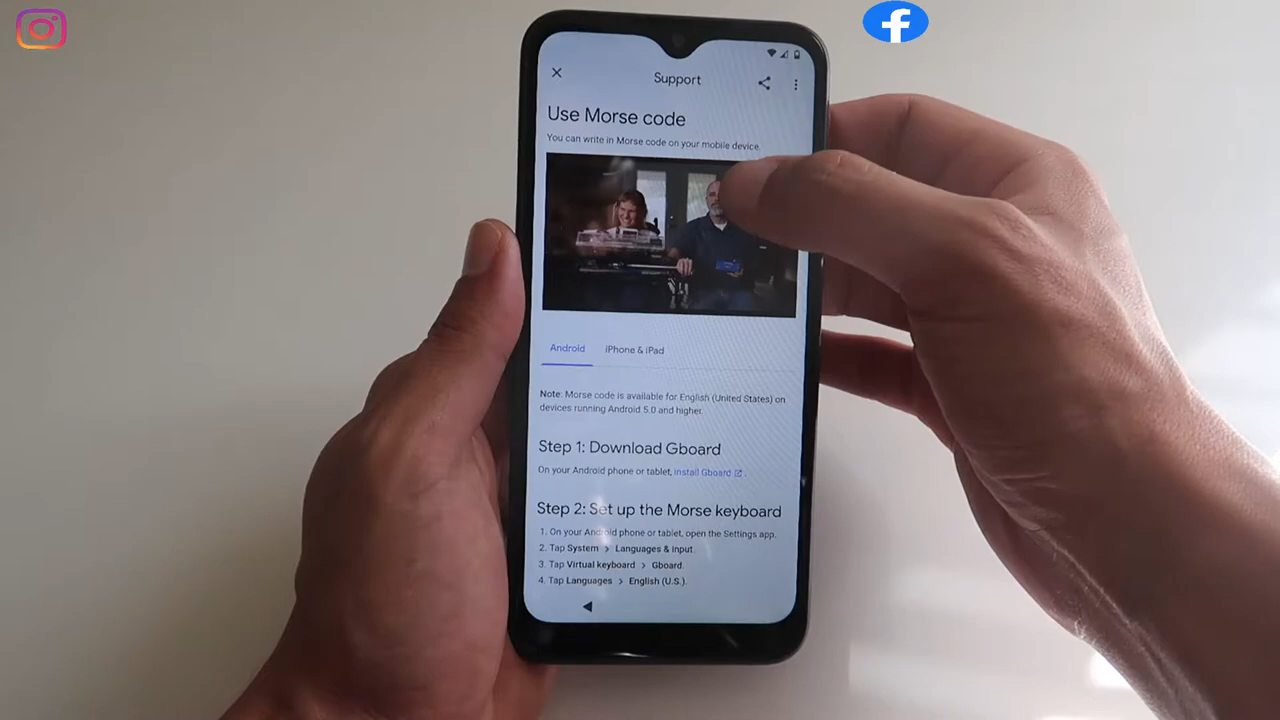 Support
Use Morse code
You can write in Morse code on your mobile device.
Android iPhone & iPad
Note: Morse code is available for English (United States) on
devices running Android 5.0 and higher.
Step 1: Download Gboard
On your Android phone or tablet, install Gboard.
Step 2: Set up the Morse keyboard
1. On your Android phone or tablet, open the Settings app.
2. Tap System > Languages & input.
3. Tap Virtual keyboard > Gboard.
4. Tap Languages > English (U.S.).